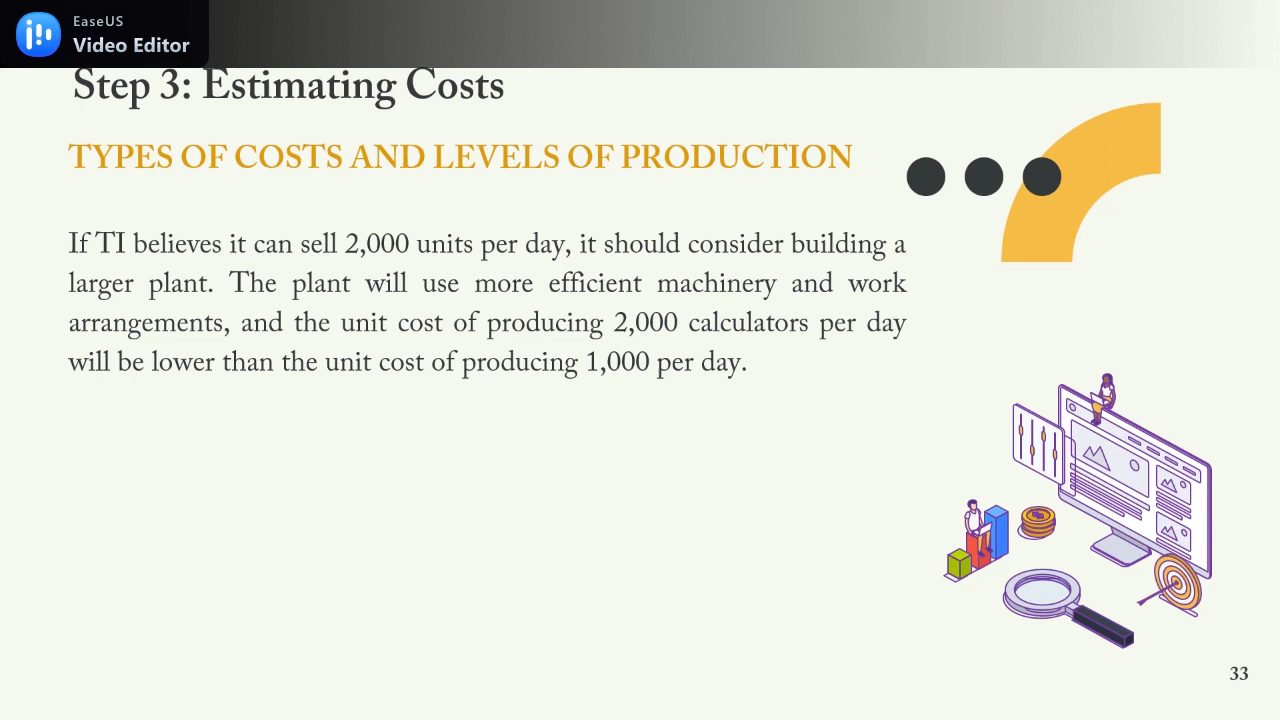 EaseUS
Video Editor
Step 3: Estimating Costs
TYPES OF COSTS AND LEVELS OF PRODUCTION
If TI believes it can sell 2,000 units per day, it should consider building a
larger plant. The plant will use more efficient machinery and work
arrangements, and the unit cost of producing 2,000 calculators per day
will be lower than the unit cost of producing 1,000 per day.
33